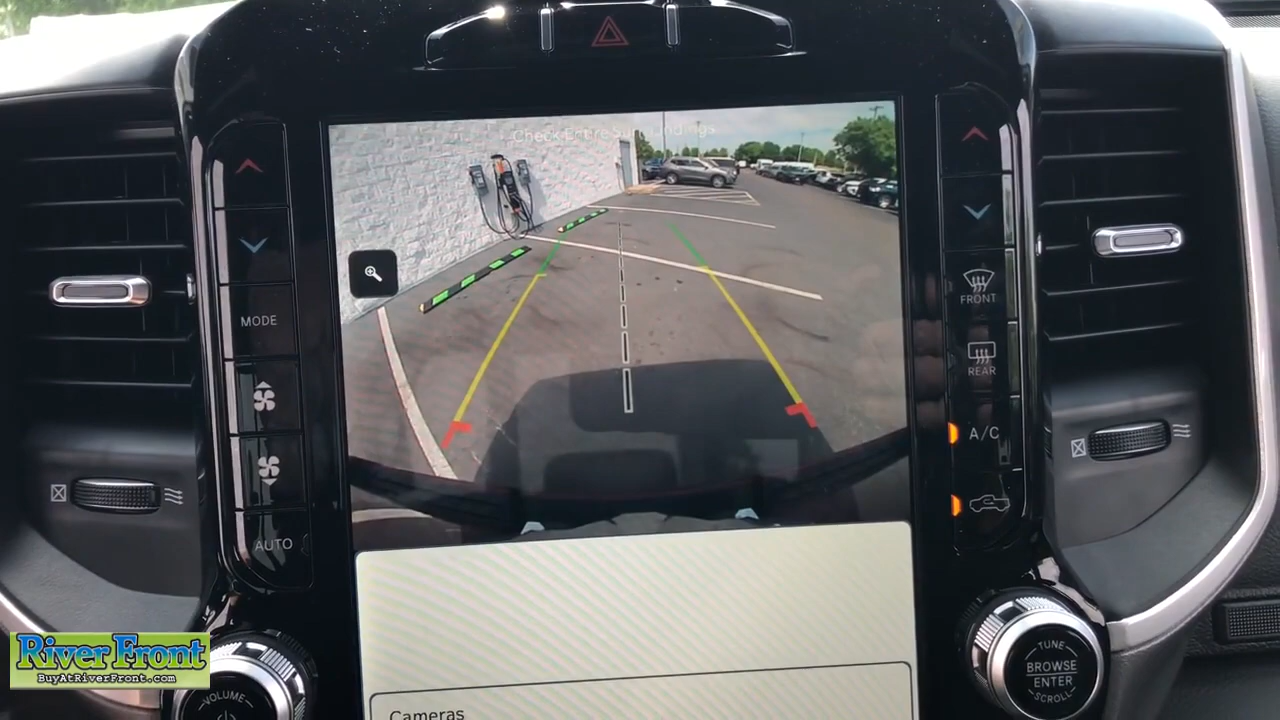 Check Entire Surroundings
MODE
AUTO
FRONT
REAR
A/C
Cameras
VOLUME
TUNE
BROWSE
ENTER
SCROLL
River Front
BuyAtRiverFront.com